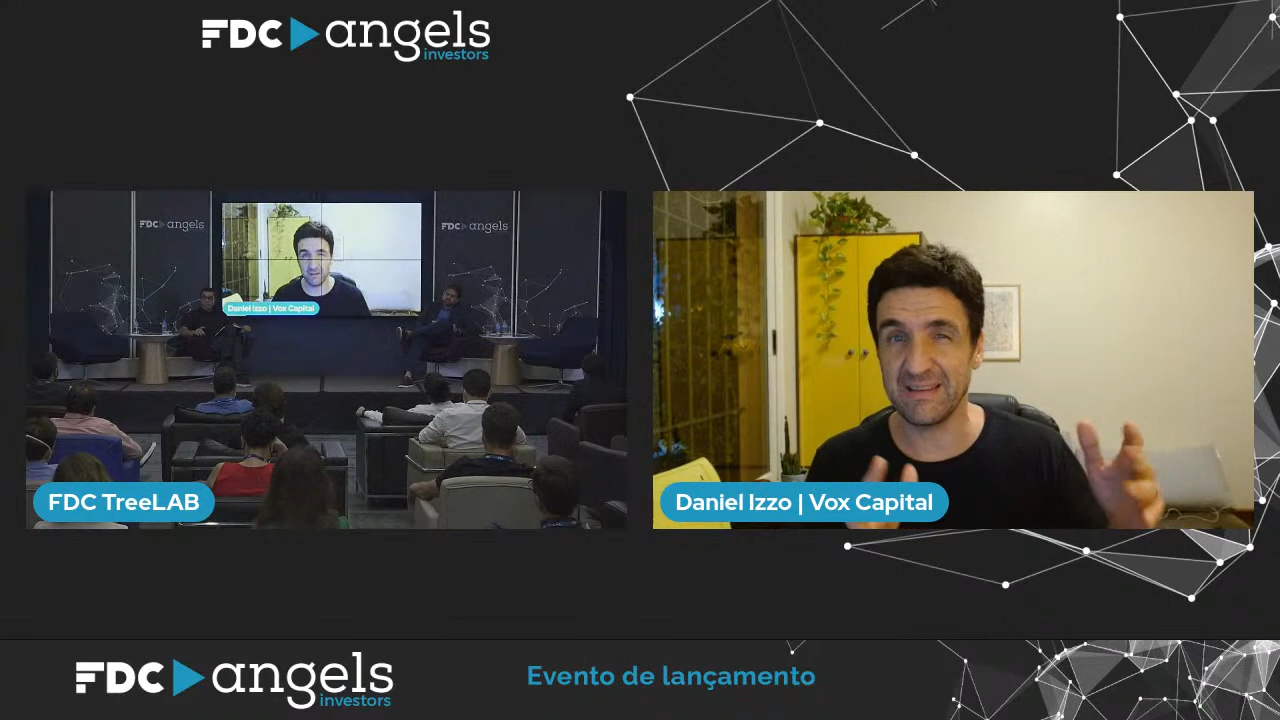 FDC angels
investors
FDC angels
FDC angels
Daniel Izzo | Vox Capital
FDC TreeLAB
Daniel Izzo | Vox Capital
FDC angels
investors
Evento de lançamento